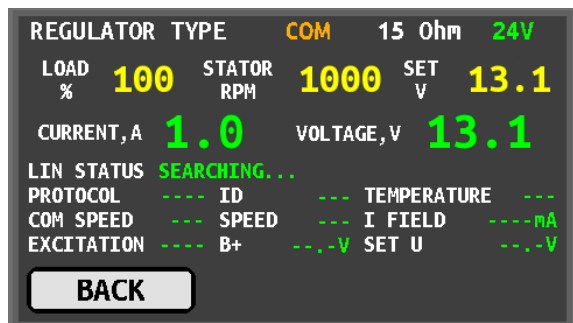 REGULATOR TYPE COM 15 Ohm 24V
LOAD % 100 STATOR RPM 1000 SET V 13.1
CURRENT,A 1.0 VOLTAGE,V 13.1
LIN STATUS SEARCHING...
PROTOCOL ---- ID --- TEMPERATURE ---
COM SPEED --- SPEED --- I FIELD ----mA
EXCITATION ---- B+ --.-V SET U --.-V
BACK